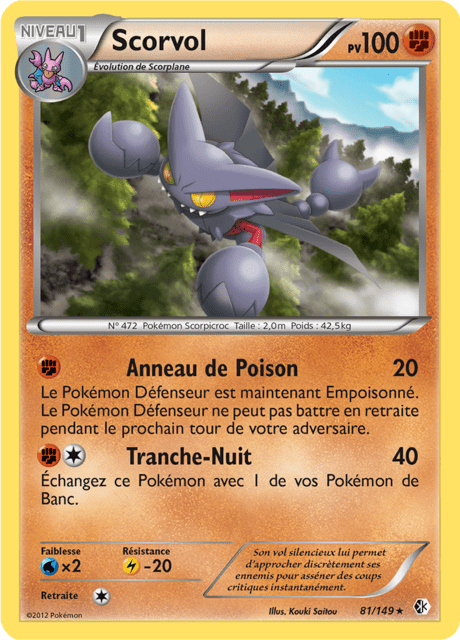 NIVEAU 1
Scorvol
PV 100
Évolution de Scorplane
N° 472 Pokémon Scorpicroc Taille : 2,0m Poids : 42,5kg
Anneau de Poison 20
Le Pokémon Défenseur est maintenant Empoisonné.
Le Pokémon Défenseur ne peut pas battre en retraite
pendant le prochain tour de votre adversaire.
Tranche-Nuit 40
Échangez ce Pokémon avec 1 de vos Pokémon de
Banc.
Faiblesse Résistance
×2 -20
Retraite
Son vol silencieux lui permet
d'approcher discrètement ses
ennemis pour asséner des coups
critiques instantanément.
©2012 Pokémon Illus. Kouki Saitou 81/149 ★